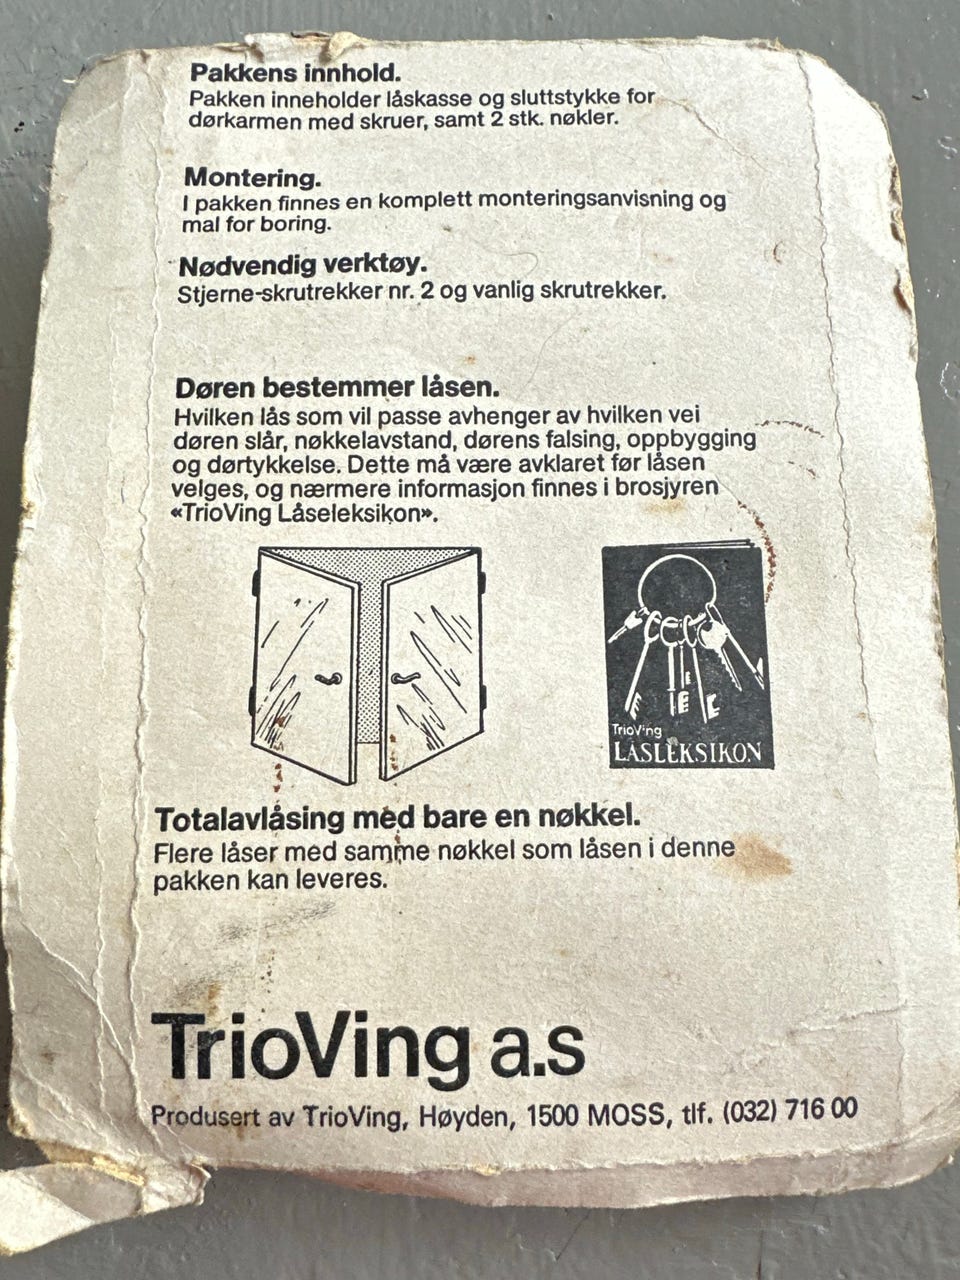 Pakkens innhold.
Pakken inneholder låskasse og sluttstykke for
dørkarmen med skruer, samt 2 stk. nøkler.
Montering.
I pakken finnes en komplett monteringsanvisning og
mal for boring.
Nødvendig verktøy.
Stjerne-skrutrekker nr. 2 og vanlig skrutrekker.
Døren bestemmer låsen.
Hvilken lås som vil passe avhenger av hvilken vei
døren slår, nøkkelavstand, dørens falsing, oppbygging
og dørtykkelse. Dette må være avklaret før låsen
velges, og nærmere informasjon finnes i brosjyren
«TrioVing Låseleksikon».
TrioVing
LÅSLEKSIKON
Totalavlåsing med bare en nøkkel.
Flere låser med samme nøkkel som låsen i denne
pakken kan leveres.
TrioVing a.s
Produsert av TrioVing, Høyden, 1500 MOSS, tlf. (032) 716 00